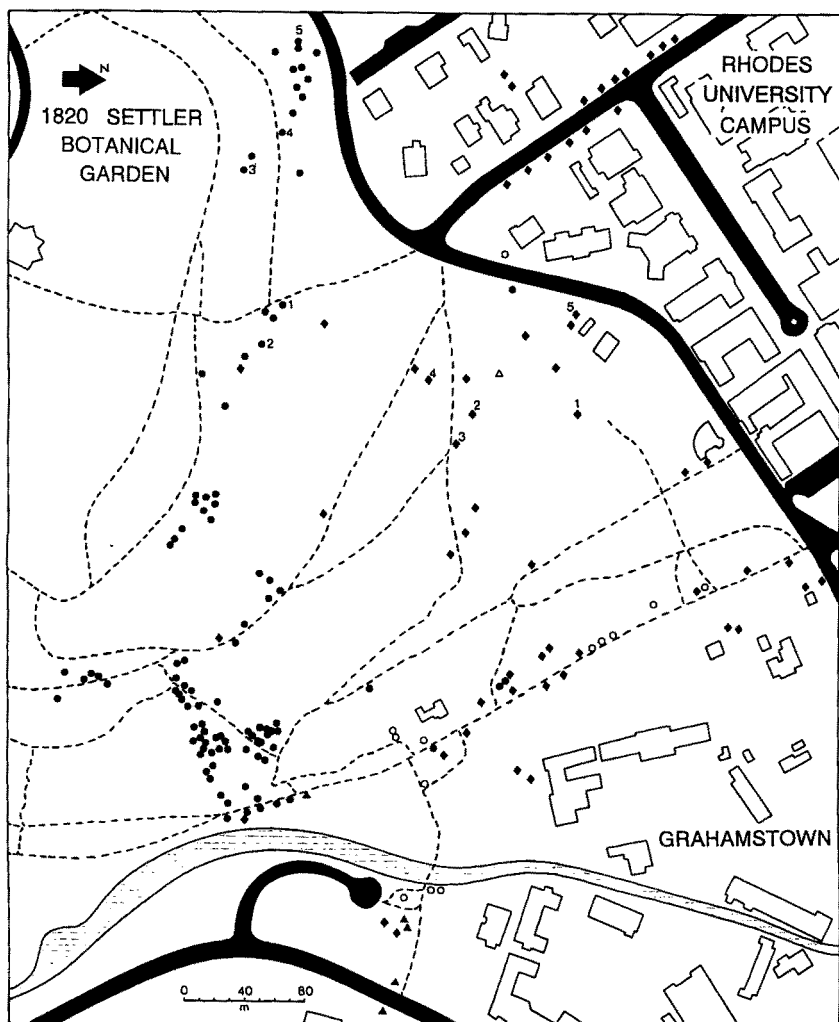 5
N
1820 SETTLER
BOTANICAL
GARDEN
RHODES
UNIVERSITY
CAMPUS
4
3
1
2
5
4
2
1
3
GRAHAMSTOWN
0 40 80
m